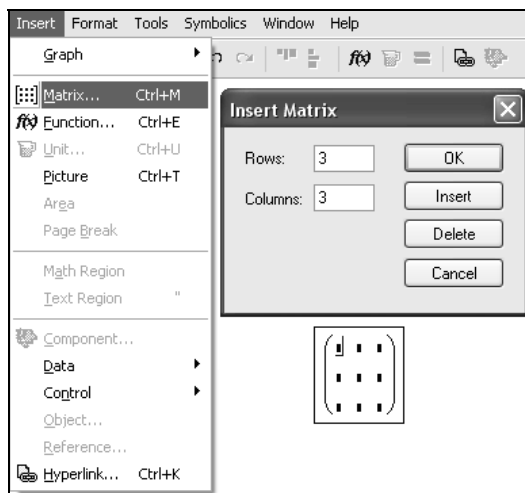 Insert Format Tools Symbolics Window Help
Graph
f(x)
Matrix... Ctrl+M
f(x) Function... Ctrl+E
Unit... Ctrl+U
Picture Ctrl+T
Area
Page Break
Math Region
Text Region "
Component...
Data
Control
Object...
Reference...
Hyperlink... Ctrl+K
Insert Matrix
Rows: 3
OK
Columns: 3
Insert
Delete
Cancel